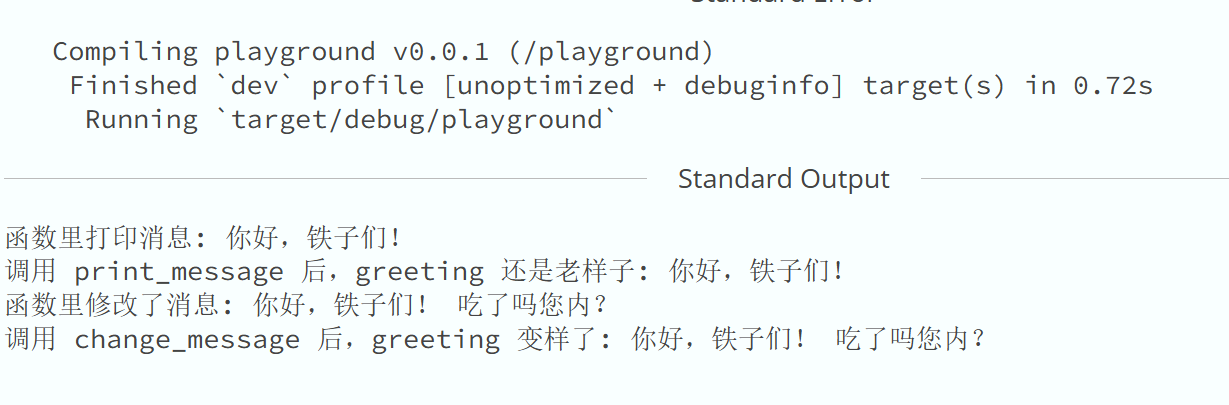 Standard Error
Compiling playground v0.0.1 (/playground)
Finished `dev` profile [unoptimized + debuginfo] target(s) in 0.72s
Running `target/debug/playground`
Standard Output
函数里打印消息: 你好，铁子们!
调用 print_message 后，greeting 还是老样子: 你好，铁子们!
函数里修改了消息: 你好，铁子们! 吃了吗您内?
调用 change_message 后，greeting 变样了: 你好，铁子们! 吃了吗您内?